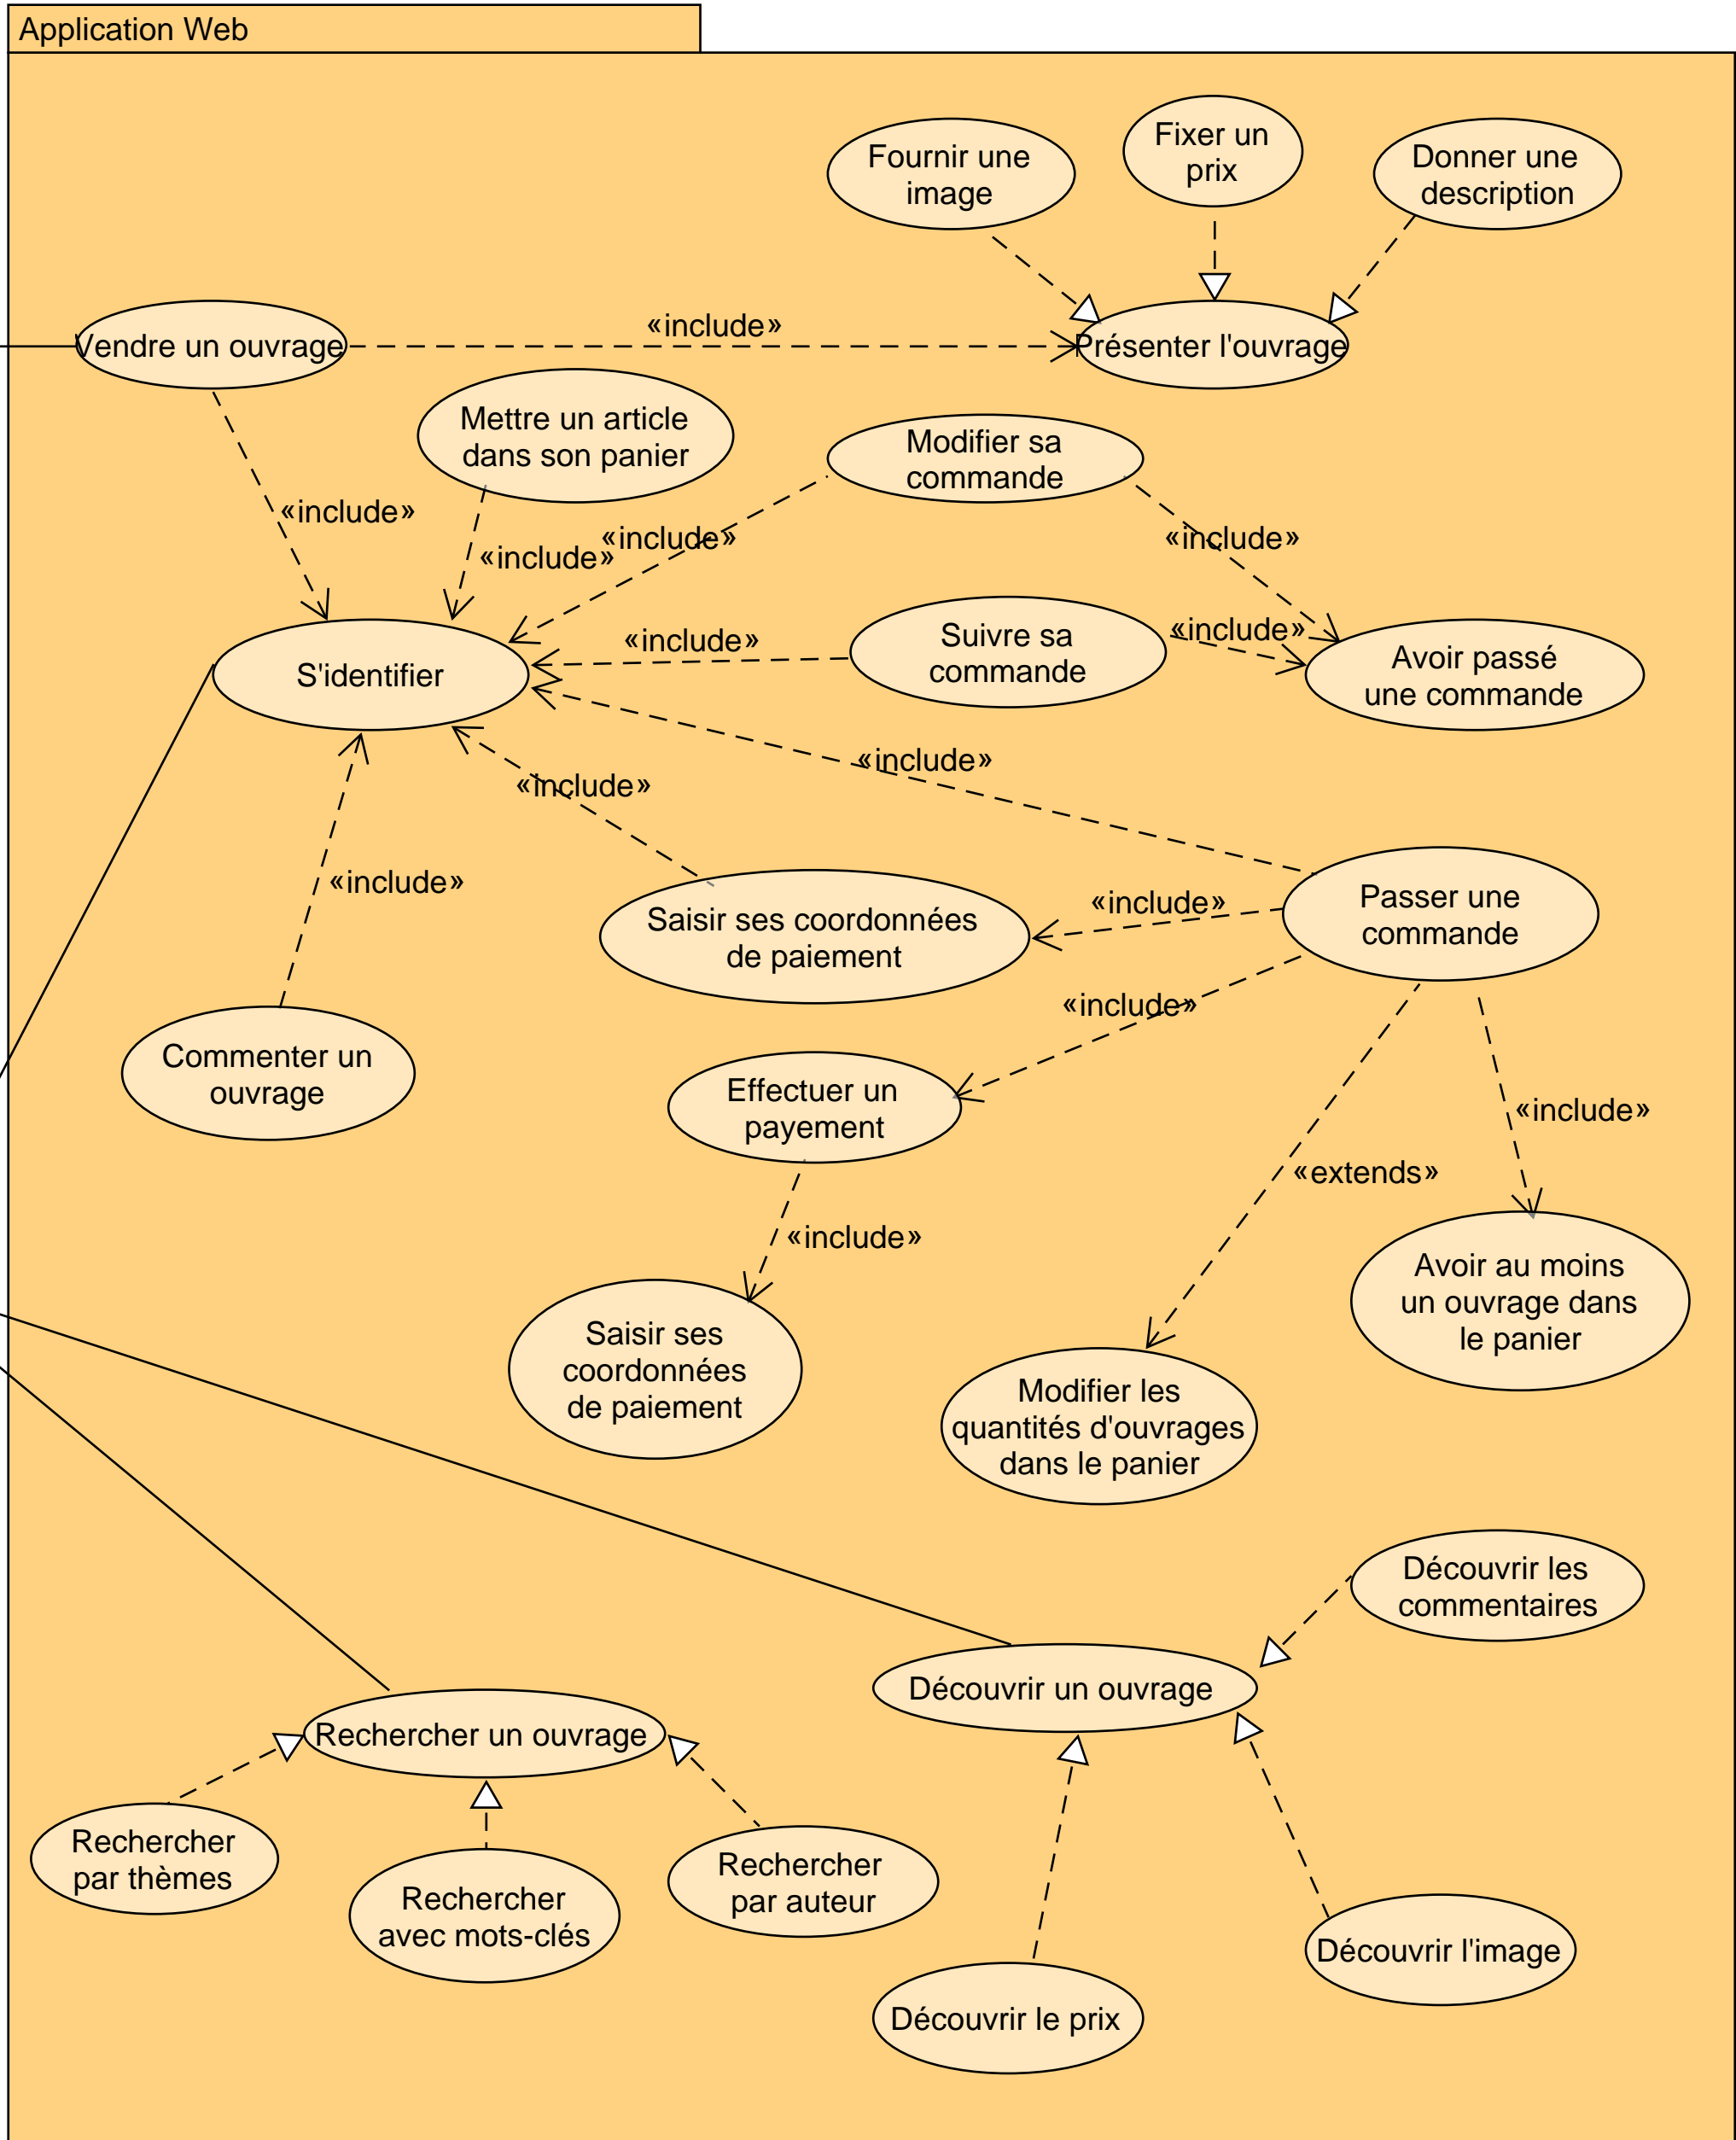 Application Web
Fournir une
image
Fixer un
prix
Donner une
description
Vendre un ouvrage
«include»
Présenter l'ouvrage
Mettre un article
dans son panier
Modifier sa
commande
«include»
«include»
«include»
«include»
S'identifier
«include»
Suivre sa
commande
«include»
Avoir passé
une commande
«include»
«include»
«include»
Saisir ses coordonnées
de paiement
«include»
Passer une
commande
«include»
Commenter un
ouvrage
Effectuer un
payement
«include»
«extends»
«include»
Avoir au moins
un ouvrage dans
le panier
Saisir ses
coordonnées
de paiement
Modifier les
quantités d'ouvrages
dans le panier
Découvrir les
commentaires
Découvrir un ouvrage
Rechercher un ouvrage
Rechercher
par thèmes
Rechercher
avec mots-clés
Rechercher
par auteur
Découvrir l'image
Découvrir le prix